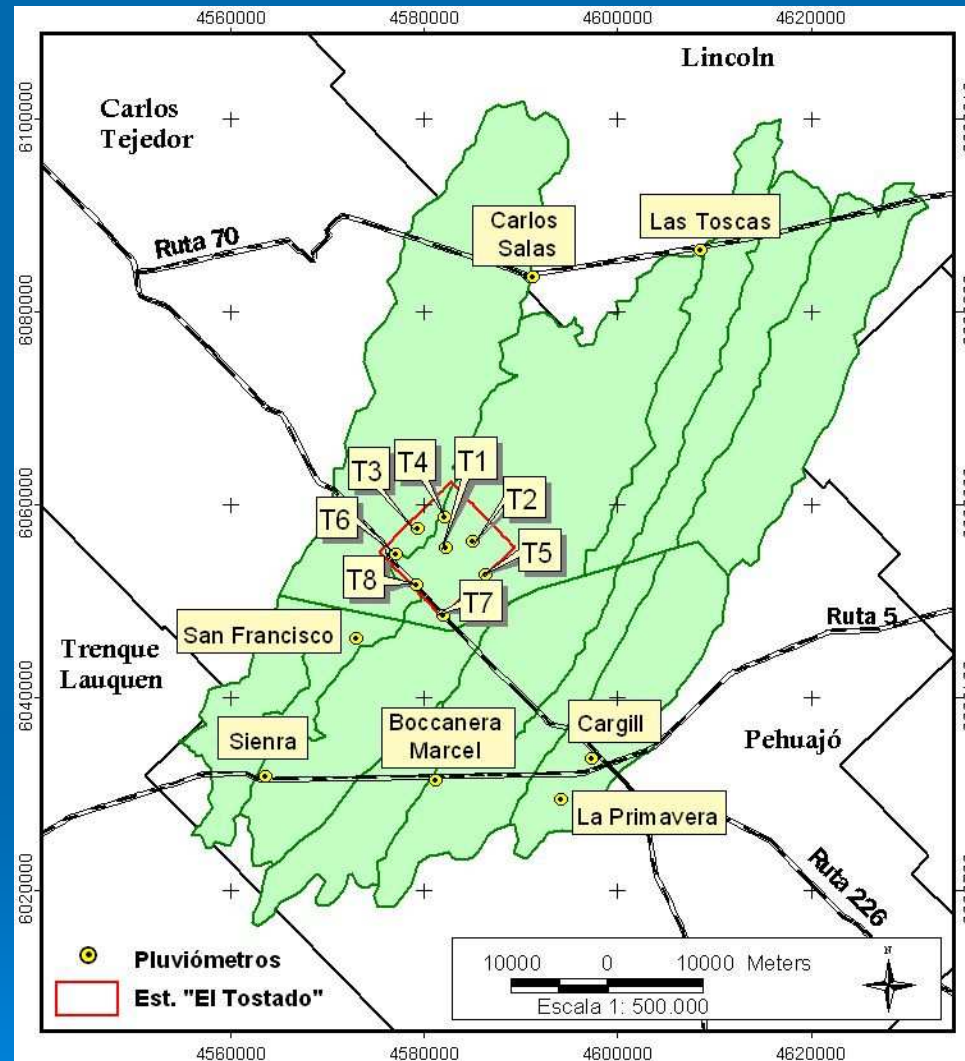 4560000 4580000 4600000 4620000
Lincoln
Carlos
Tejedor
6100000
Carlos
Salas
Las Toscas
Ruta 70
6080000
T3
T4
T1
T2
6060000
T6
T5
T8
T7
San Francisco
Ruta 5
Trenque
Lauquen
6040000
Sienra
Boccanera
Marcel
Cargill
Pehuajó
La Primavera
Ruta 226
6020000
Pluviómetros
Est. "El Tostado"
N
10000 0 10000 Meters
Escala 1: 500.000
4560000 4580000 4600000 4620000